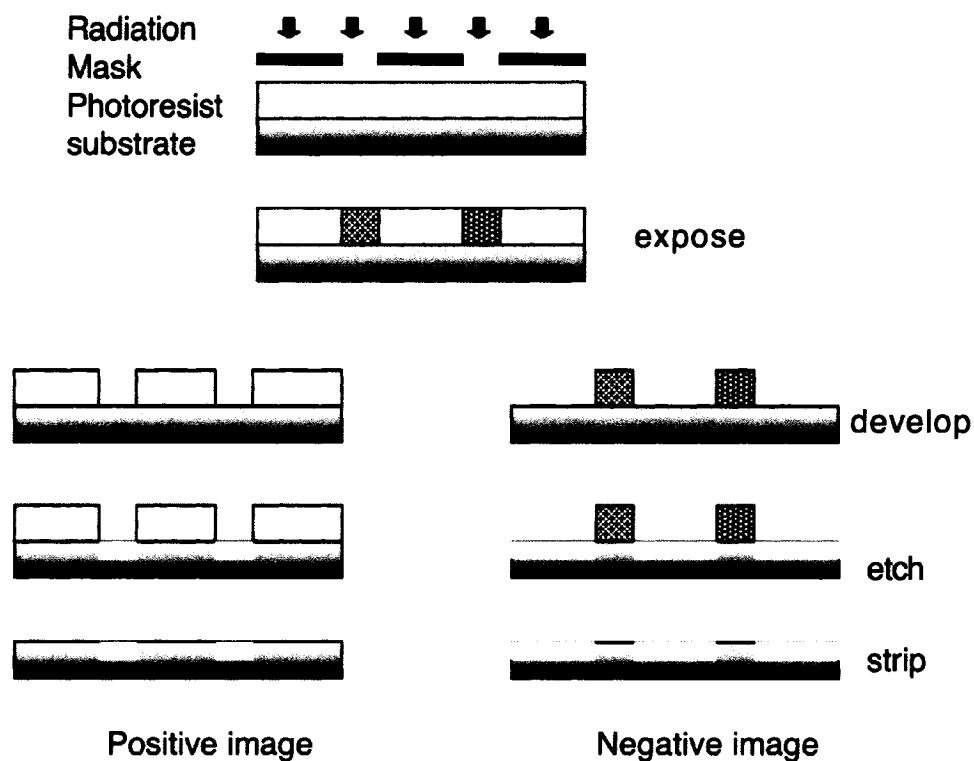 Radiation
Mask
Photoresist
substrate
expose
develop
etch
strip
Positive image
Negative image